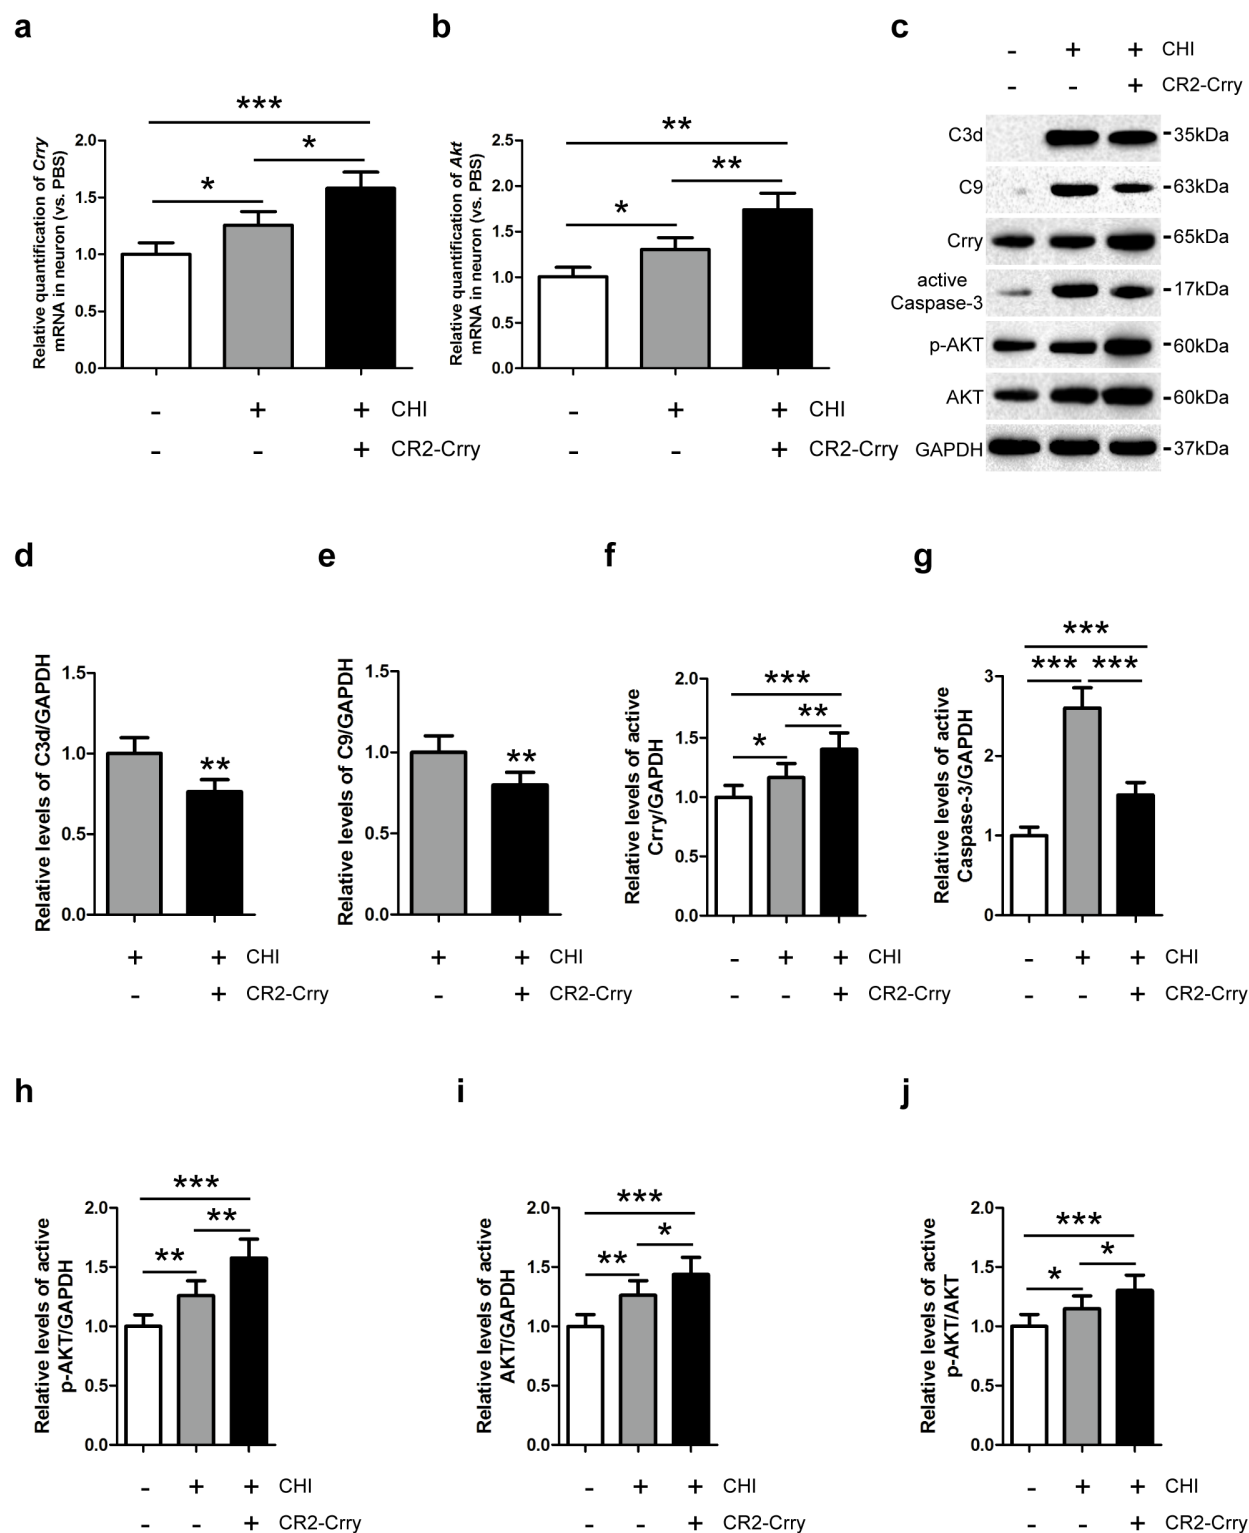 a
Relative quantification of Crry
mRNA in neuron (vs. PBS)
2.0
1.5
1.0
0.5
0.0
***
*
*
- + + CHI
- - + CR2-Crry
b
Relative quantification of Akt
mRNA in neuron (vs. PBS)
2.5
2.0
1.5
1.0
0.5
0.0
**
**
*
- + + CHI
- - + CR2-Crry
c
- + + CHI
- - + CR2-Crry
C3d -35kDa
C9 -63kDa
Crry -65kDa
active
Caspase-3 -17kDa
p-AKT -60kDa
AKT -60kDa
GAPDH -37kDa
d
Relative levels of C3d/GAPDH
1.5
1.0
0.5
0.0
**
+ + CHI
- + CR2-Crry
e
Relative levels of C9/GAPDH
1.5
1.0
0.5
0.0
**
+ + CHI
- + CR2-Crry
f
Relative levels of active
Crry/GAPDH
2.0
1.5
1.0
0.5
0.0
***
**
*
- + + CHI
- - + CR2-Crry
g
Relative levels of active
Caspase-3/GAPDH
3
2
1
0
***
*** ***
- + + CHI
- - + CR2-Crry
h
Relative levels of active
p-AKT/GAPDH
2.0
1.5
1.0
0.5
0.0
***
**
**
- + + CHI
- - + CR2-Crry
i
Relative levels of active
AKT/GAPDH
2.0
1.5
1.0
0.5
0.0
***
*
**
- + + CHI
- - + CR2-Crry
j
Relative levels of active
p-AKT/AKT
2.0
1.5
1.0
0.5
0.0
***
*
*
- + + CHI
- - + CR2-Crry